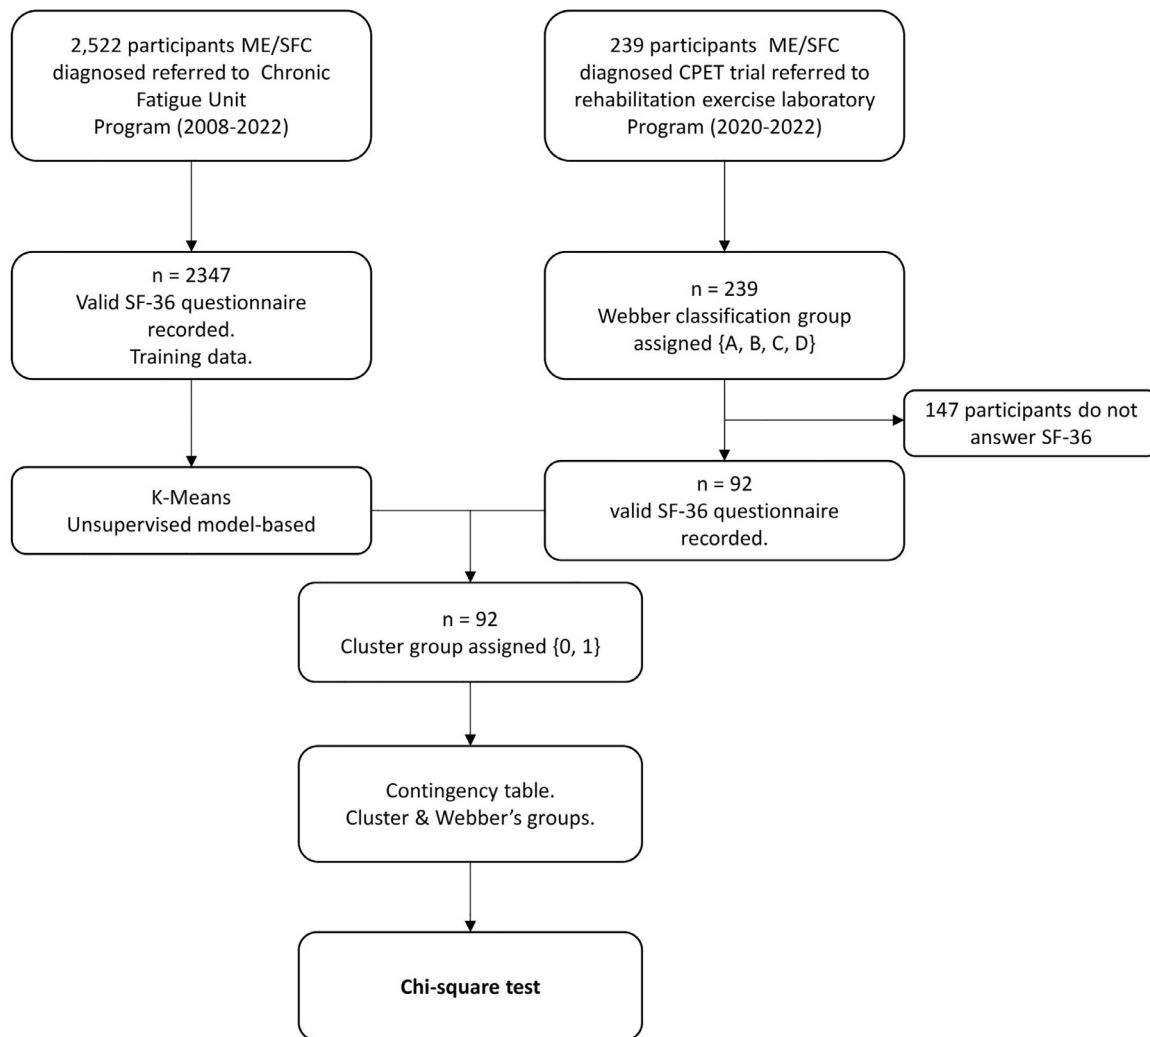 2,522 participants ME/SFC
diagnosed referred to Chronic
Fatigue Unit
Program (2008-2022)
239 participants ME/SFC
diagnosed CPET trial referred to
rehabilitation exercise laboratory
Program (2020-2022)
n = 2347
Valid SF-36 questionnaire
recorded.
Training data.
n = 239
Webber classification group
assigned {A, B, C, D}
147 participants do not
answer SF-36
K-Means
Unsupervised model-based
n = 92
valid SF-36 questionnaire
recorded.
n = 92
Cluster group assigned {0, 1}
Contingency table.
Cluster & Webber’s groups.
Chi-square test